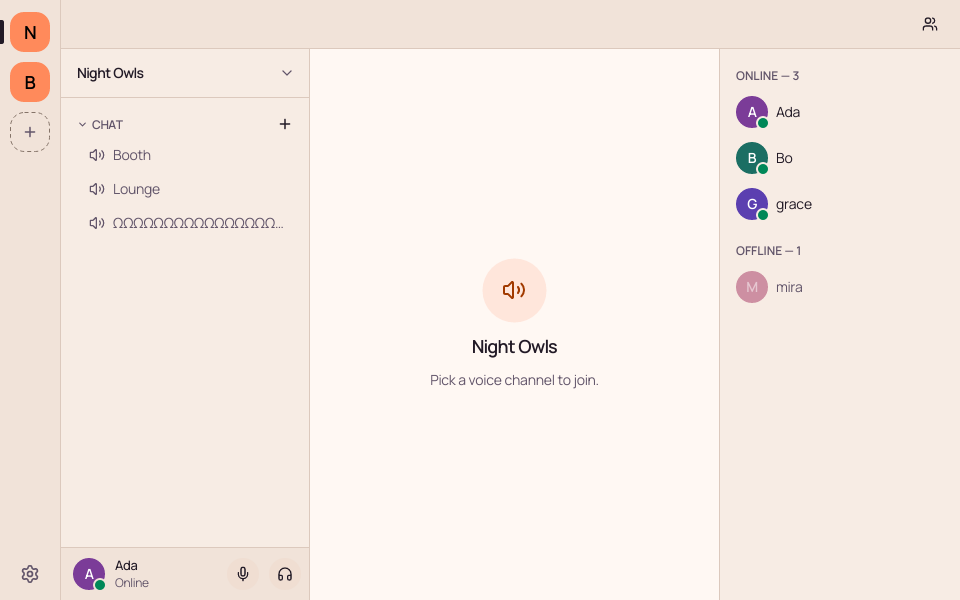 N
B
Night Owls
CHAT
Booth
Lounge
ΩΩΩΩΩΩΩΩΩΩΩΩΩΩΩΩ...
A
Ada
Online
Night Owls
Pick a voice channel to join.
ONLINE — 3
A
Ada
B
Bo
G
grace
OFFLINE — 1
M
mira